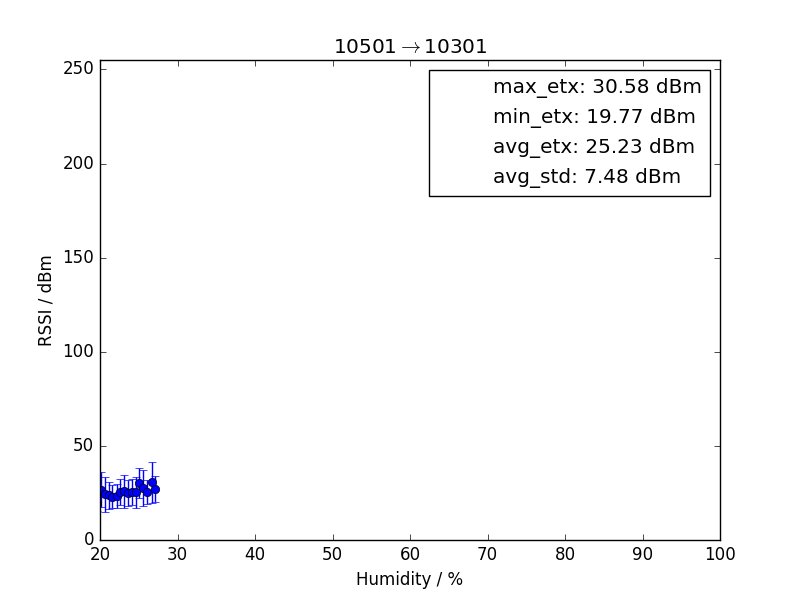 10501→10301
max_etx: 30.58 dBm
min_etx: 19.77 dBm
avg_etx: 25.23 dBm
avg_std: 7.48 dBm
RSSI / dBm
250
200
150
100
50
0
20 30 40 50 60 70 80 90 100
Humidity / %